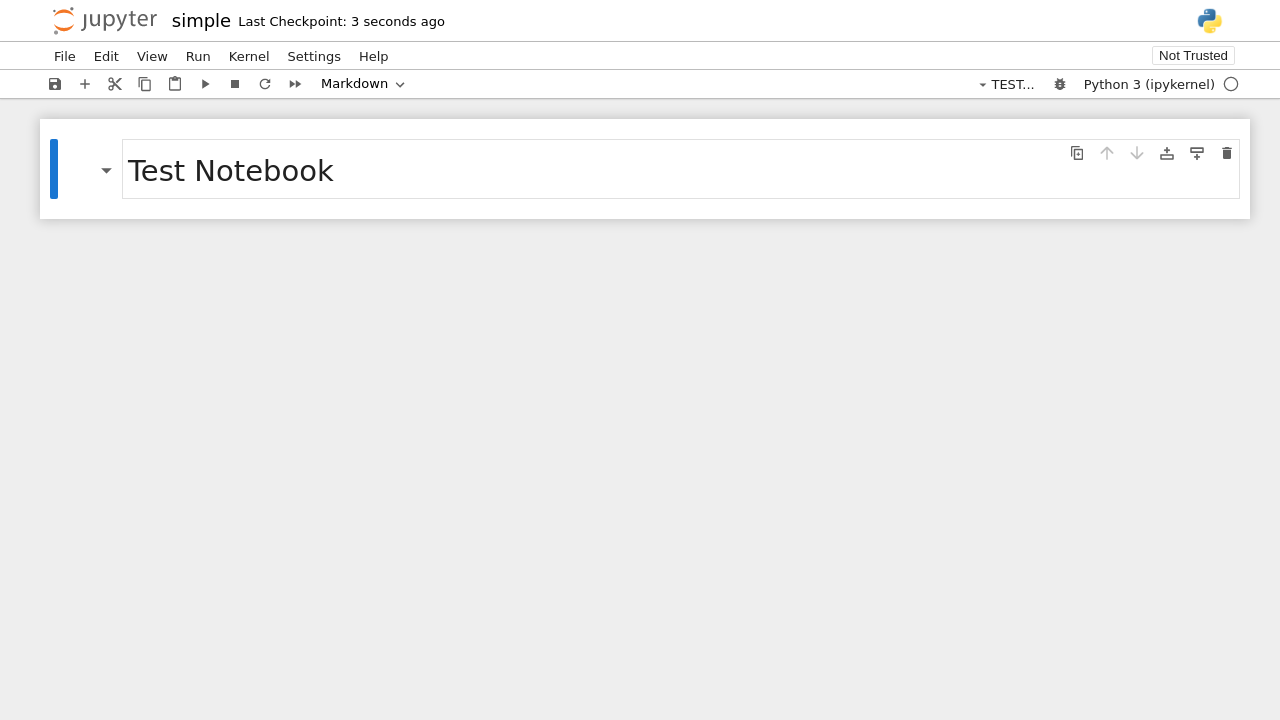 jupyter simple Last Checkpoint: 3 seconds ago
File Edit View Run Kernel Settings Help Not Trusted
Markdown TEST... Python 3 (ipykernel)
Test Notebook